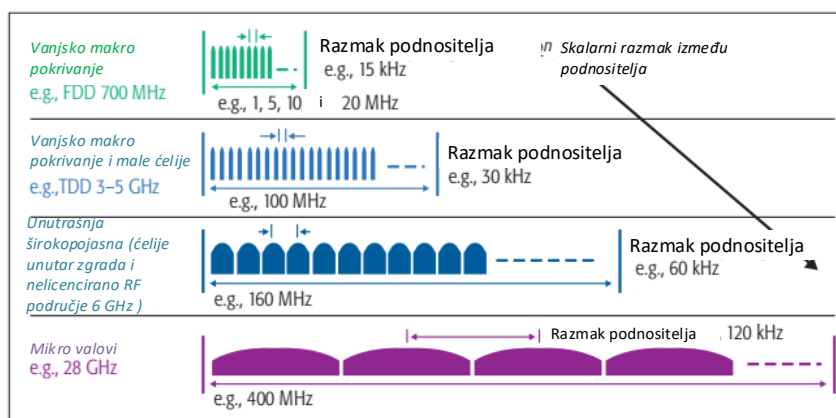 Vanjsko makro
pokrivanje
e.g., FDD 700 MHz
Razmak podnositelja
e.g., 15 kHz
e.g., 1, 5, 10 i 20 MHz
Skalarni razmak između
podnositelja
Vanjsko makro
pokrivanje i male ćelije
e.g.,TDD 3–5 GHz
Razmak podnositelja
e.g., 30 kHz
e.g., 100 MHz
Unutrašnja
širokopojasna (ćelije
unutar zgrada i
nelicencirano RF
područje 6 GHz )
Razmak podnositelja
e.g., 60 kHz
e.g., 160 MHz
Mikro valovi
e.g., 28 GHz
Razmak podnositelja , 120 kHz
e.g., 400 MHz